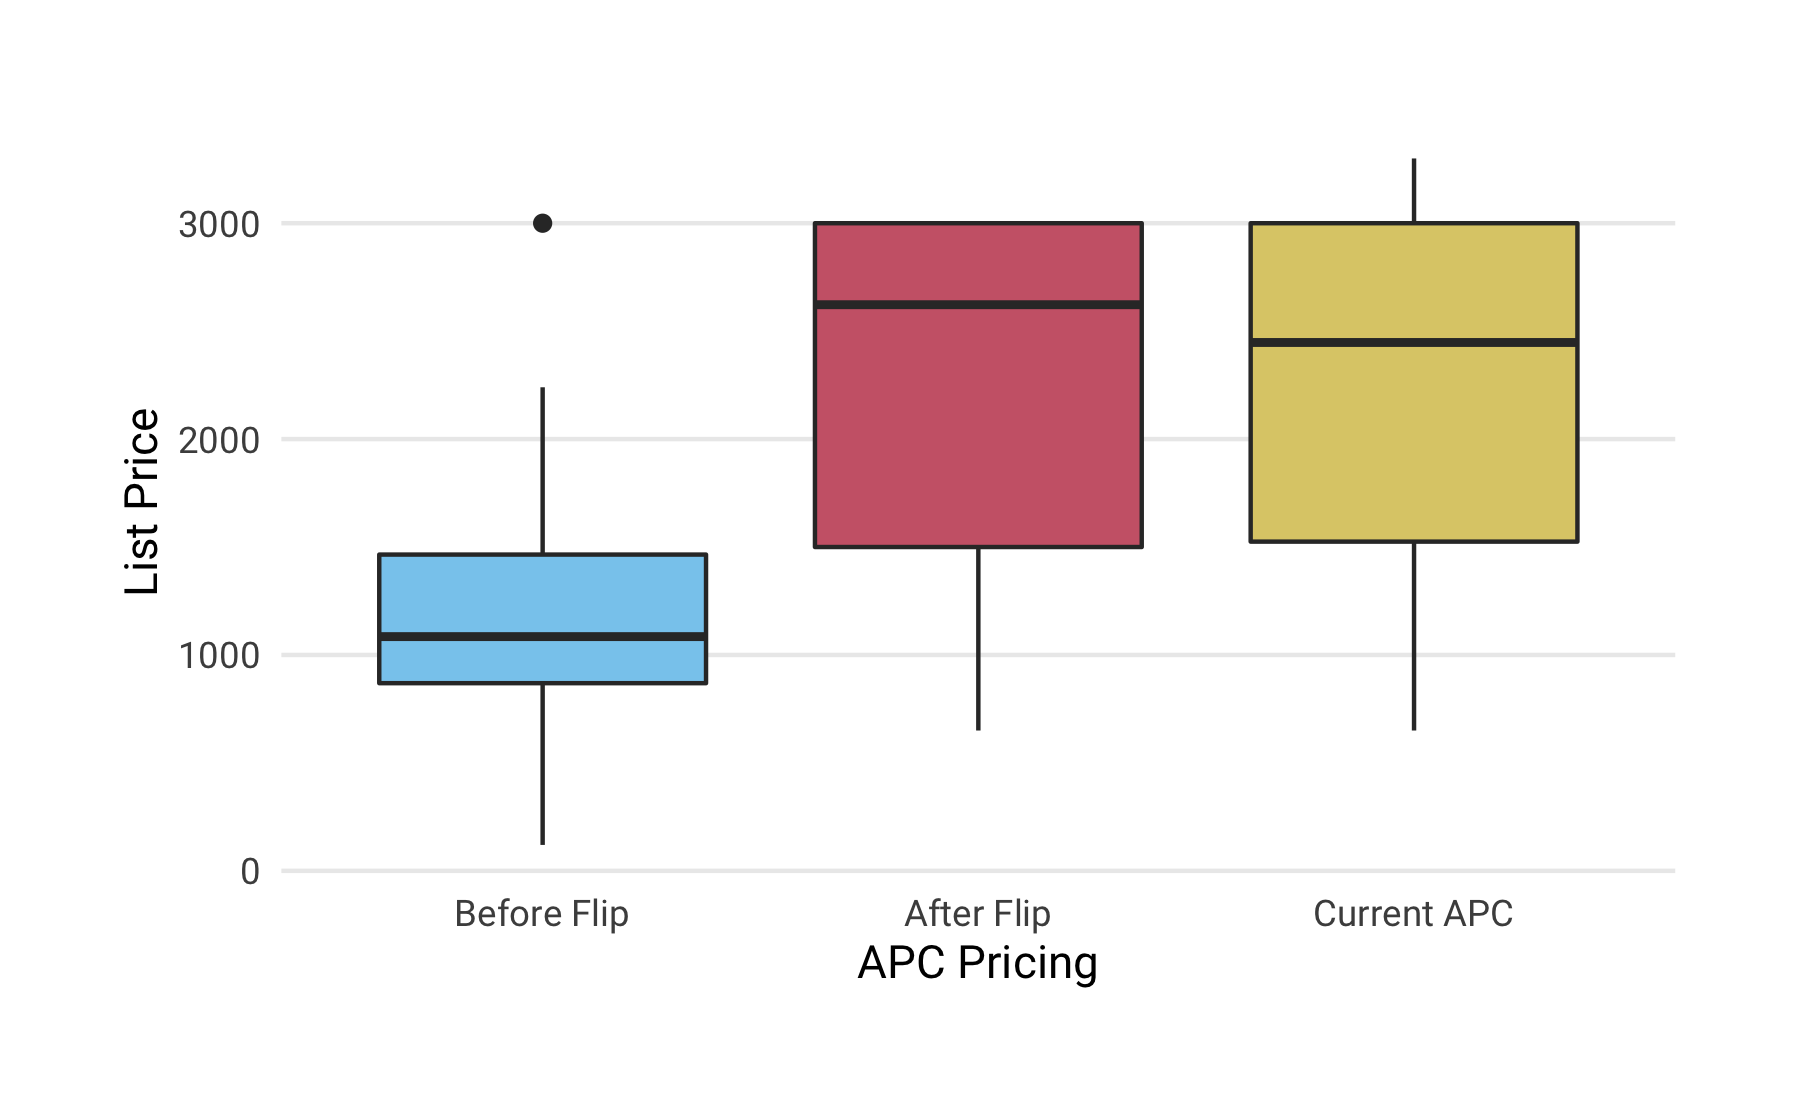 List Price
3000
2000
1000
0
Before Flip
After Flip
Current APC
APC Pricing